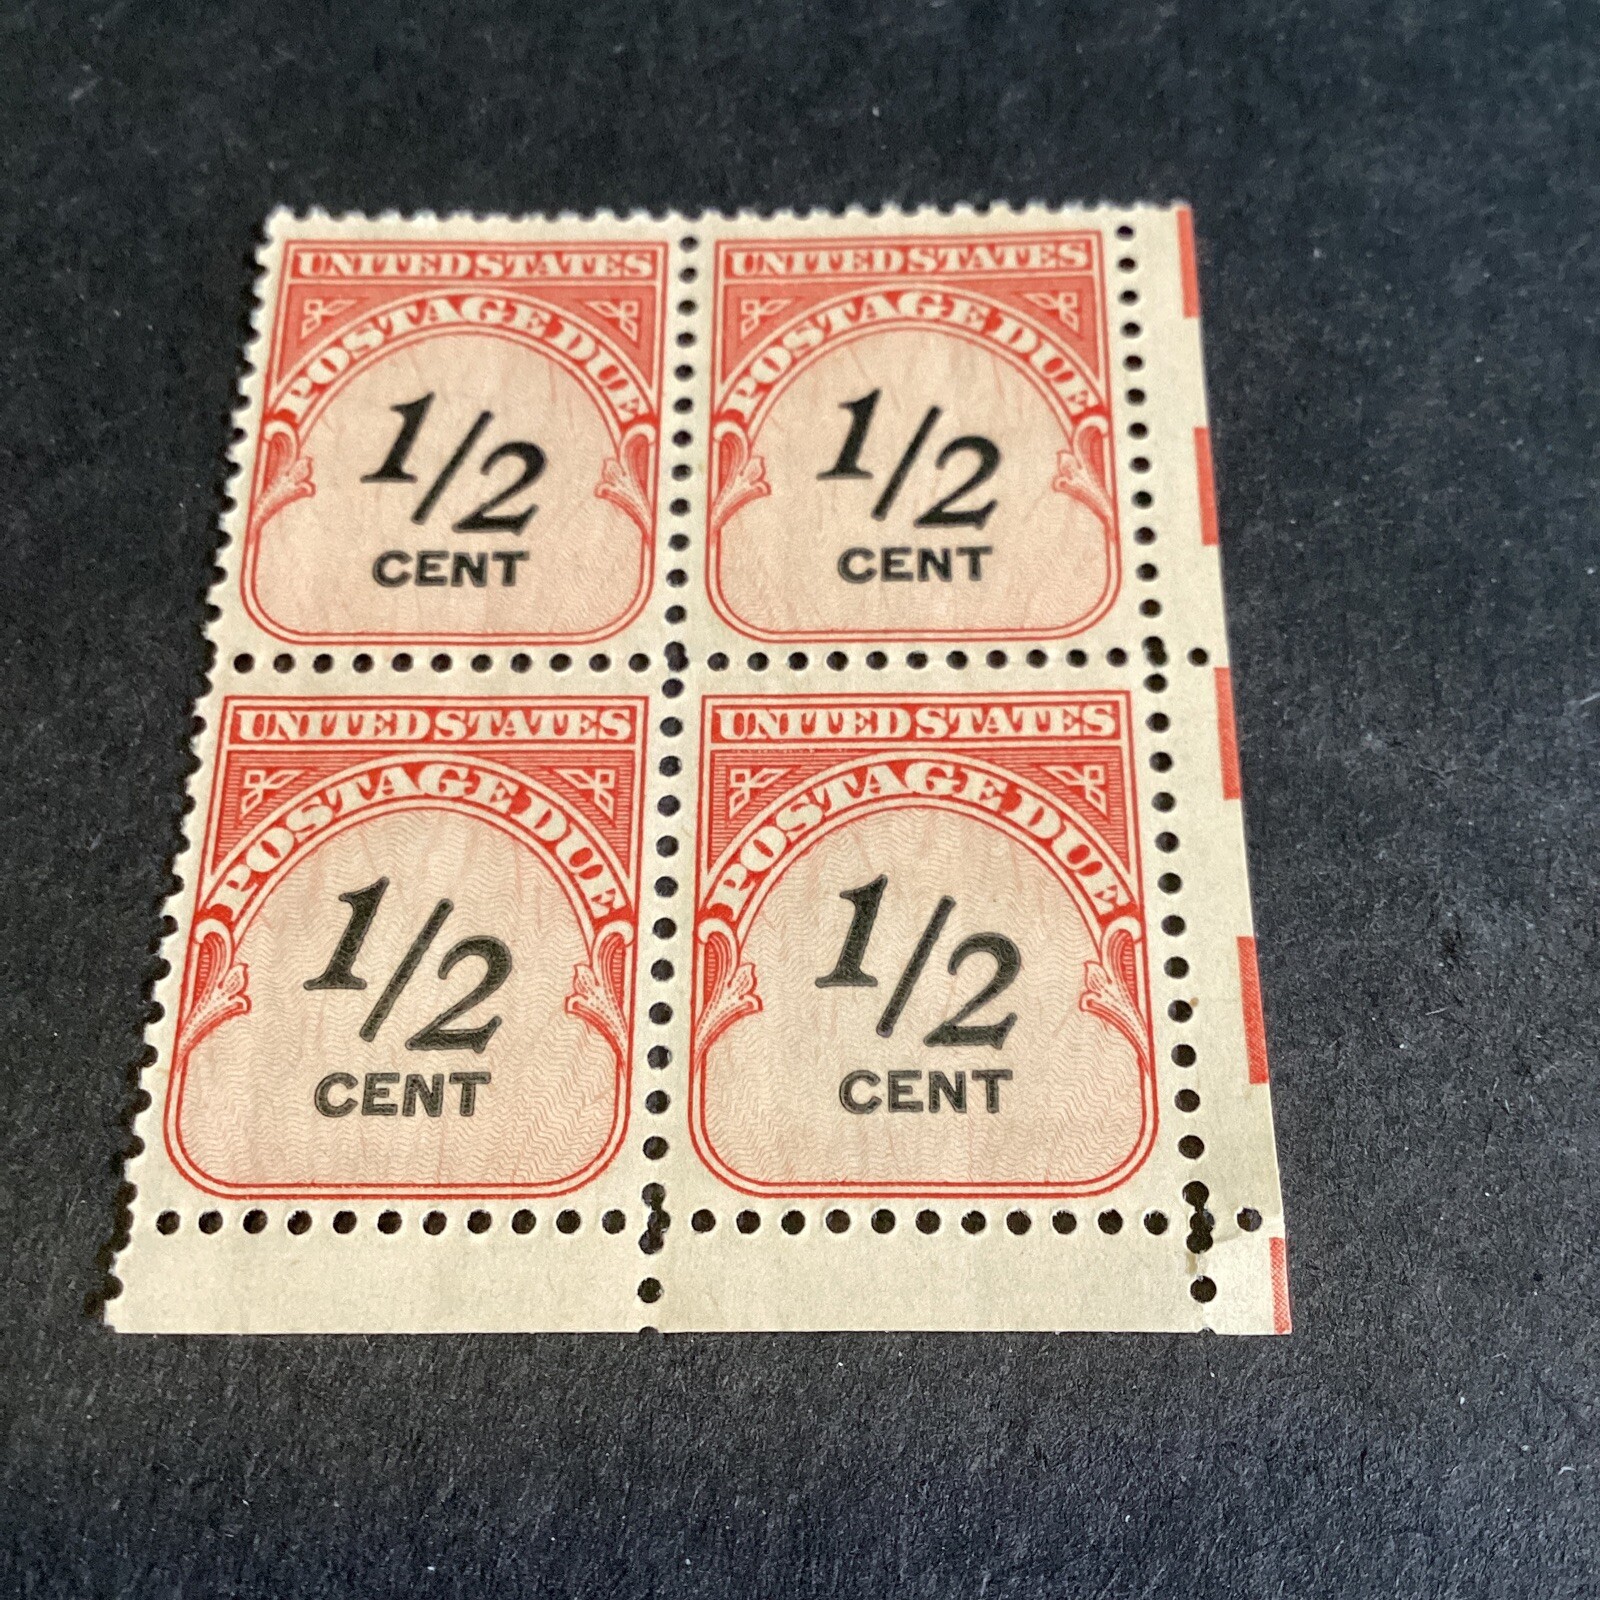 UNITED STATES
POSTAGE DUE
1/2
CENT
UNITED STATES
POSTAGE DUE
1/2
CENT
UNITED STATES
POSTAGE DUE
1/2
CENT
UNITED STATES
POSTAGE DUE
1/2
CENT